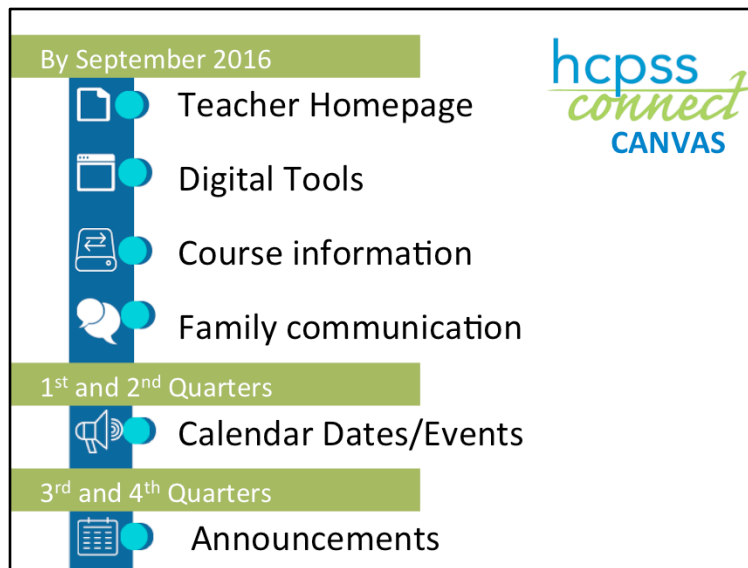 By September 2016
hcpss
connect
CANVAS
Teacher Homepage
Digital Tools
Course information
Family communication
1st and 2nd Quarters
Calendar Dates/Events
3rd and 4th Quarters
Announcements